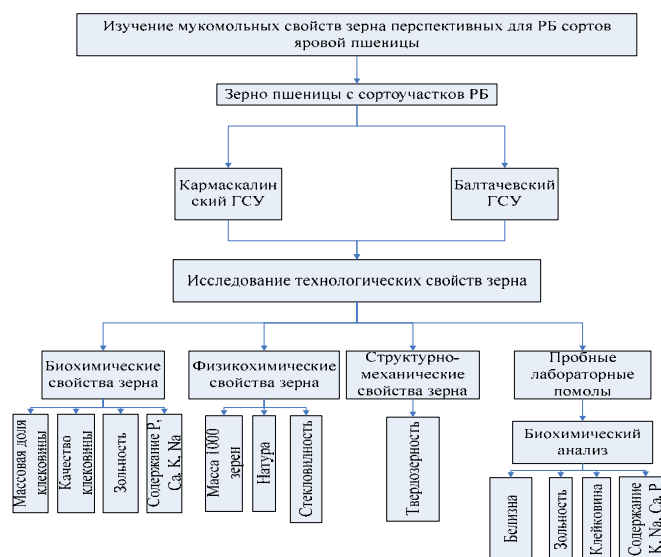 Изучение мукомольных свойств зерна перспективных для РБ сортов
яровой пшеницы
Зерно пшеницы с сортоучастков РБ
Кармаскалин
ский ГСУ
Балтачевский
ГСУ
Исследование технологических свойств зерна
Биохимические
свойства зерна
Физикохимические
свойства зерна
Структурно-
механические
свойства зерна
Пробные
лабораторные
помолы
Массовая доля
клековины
Качество
клековины
Зольность
Содержание P,
Ca, K, Na
Масса 1000
зерен
Натура
Стекловилность
Твердозерность
Биохимический
анализ
Белизна
Зольность
Клейковина
Содержание
K, Na, Ca, P